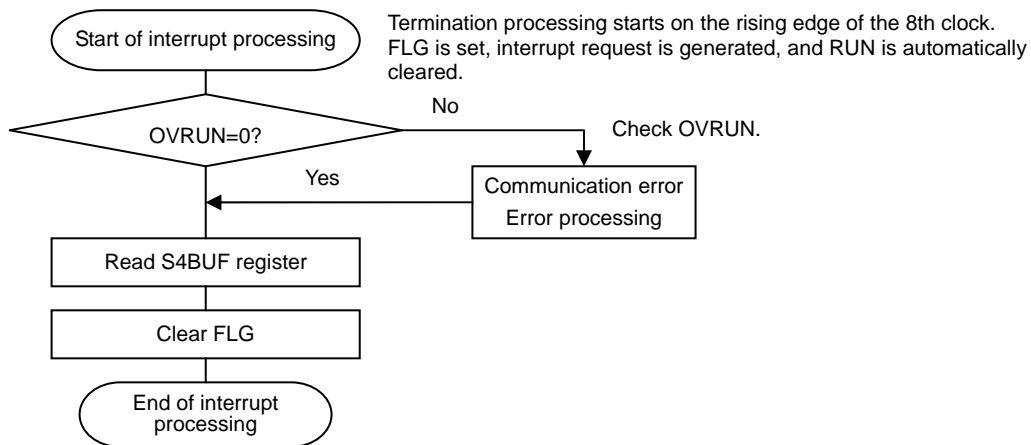 Start of interrupt processing
Termination processing starts on the rising edge of the 8th clock.
FLG is set, interrupt request is generated, and RUN is automatically
cleared.
No
OVRUN=0?
Check OVRUN.
Yes
Communication error
Error processing
Read S4BUF register
Clear FLG
End of interrupt
processing